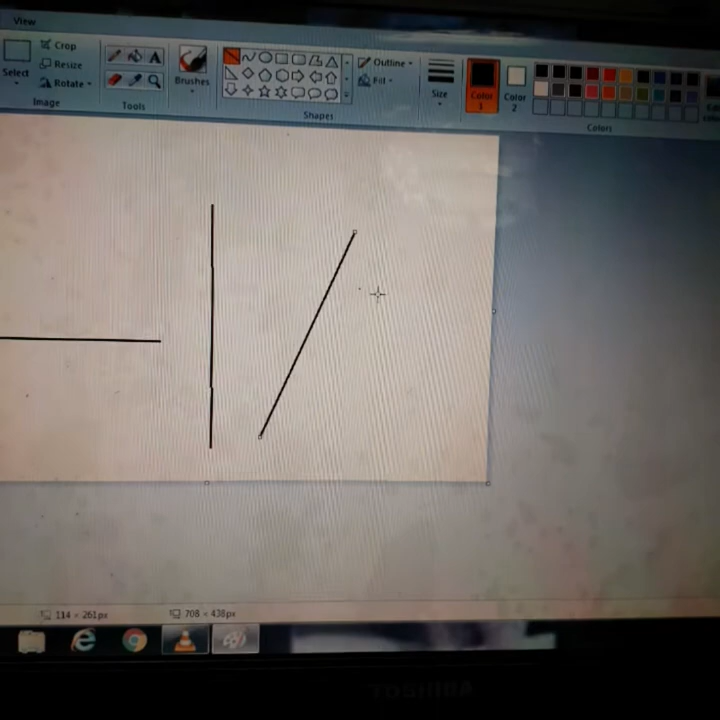 View
Crop
Select
Resize
Rotate
Image
A
Tools
Brushes
Outline
Fill
Shapes
Size
Color 1
Color 2
Colors
114 × 261px
708 × 438px
TOSHIBA